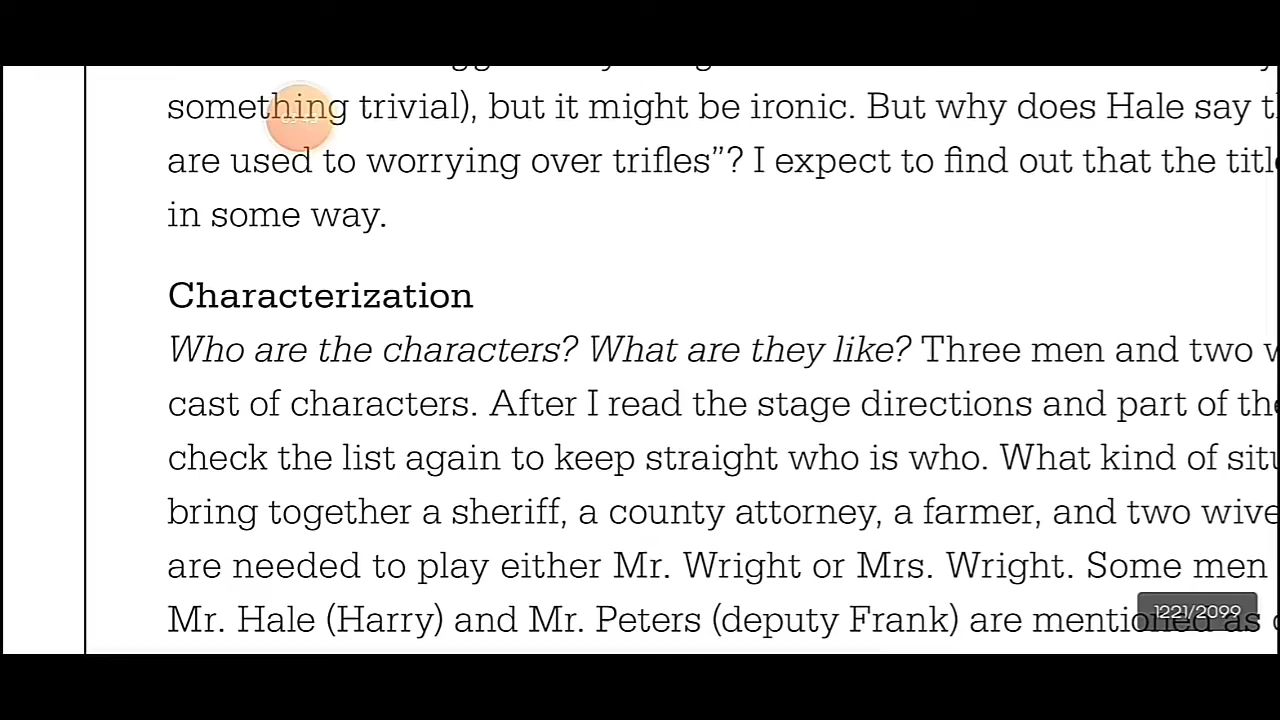 something trivial), but it might be ironic. But why does Hale say
are used to worrying over trifles”? I expect to find out that the
in some way.
Characterization
Who are the characters? What are they like? Three men and two
cast of characters. After I read the stage directions and part of
check the list again to keep straight who is who. What kind of
bring together a sheriff, a county attorney, a farmer, and two
are needed to play either Mr. Wright or Mrs. Wright. Some men
Mr. Hale (Harry) and Mr. Peters (deputy Frank) are mentioned as
1221/2099